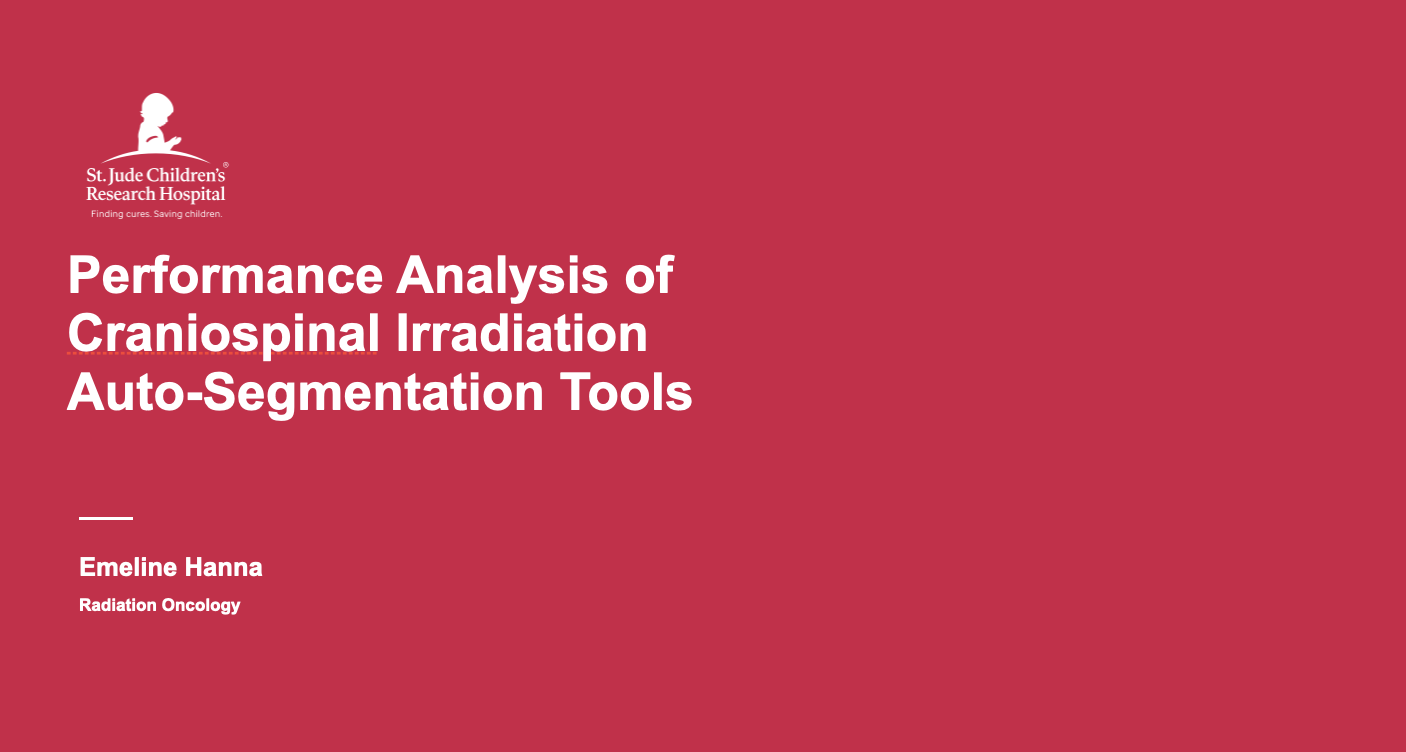 St. Jude Children's
Research Hospital
®
Finding cures. Saving children.
Performance Analysis of
Craniospinal Irradiation
Auto-Segmentation Tools
Emeline Hanna
Radiation Oncology